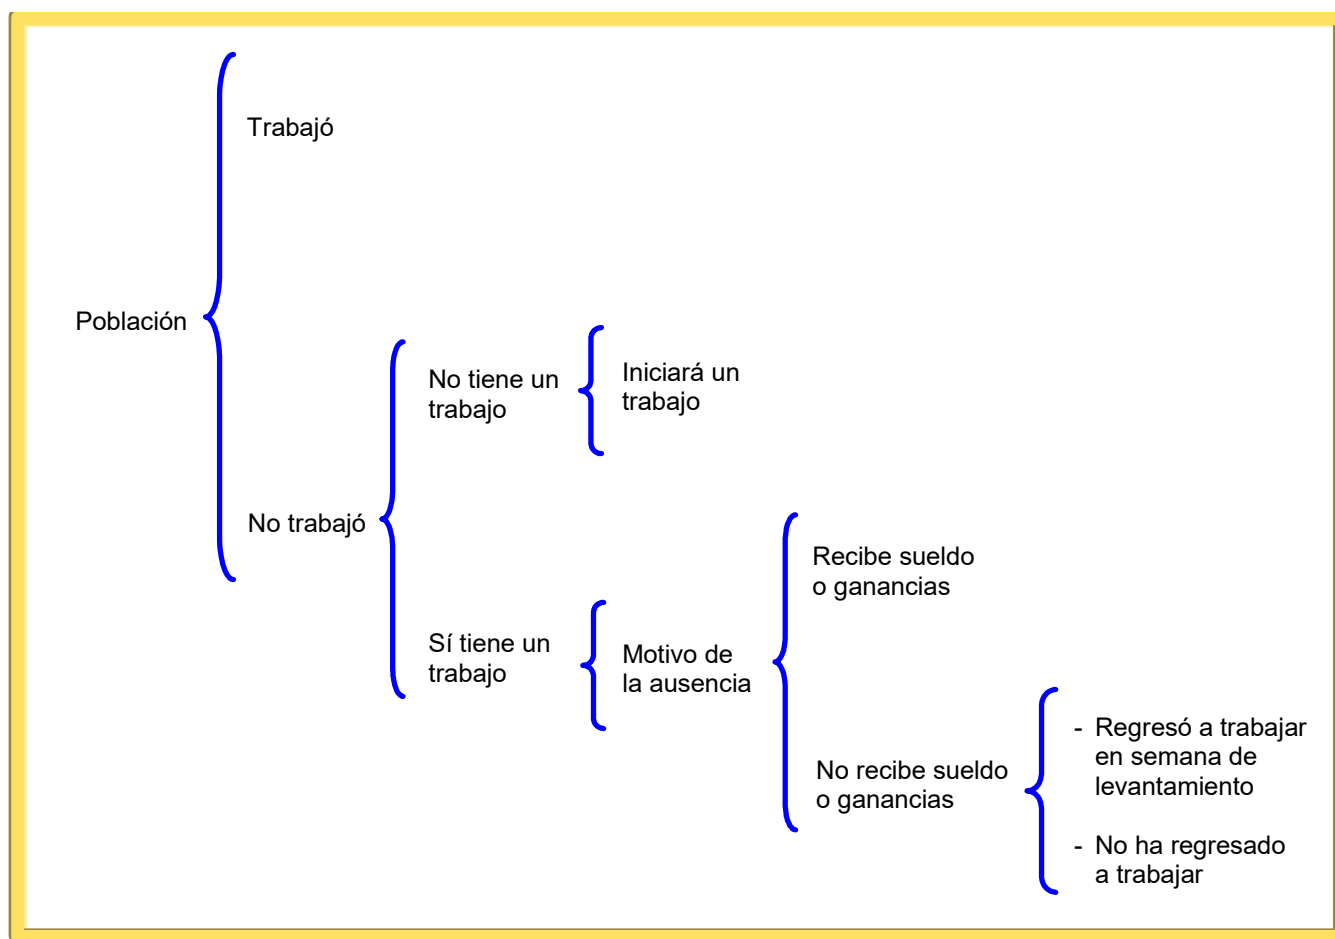 Trabajó
Población
No tiene un
trabajo
Iniciará un
trabajo
No trabajó
Sí tiene un
trabajo
Motivo de
la ausencia
Recibe sueldo
o ganancias
No recibe sueldo
o ganancias
- Regresó a trabajar
en semana de
levantamiento
- No ha regresado
a trabajar